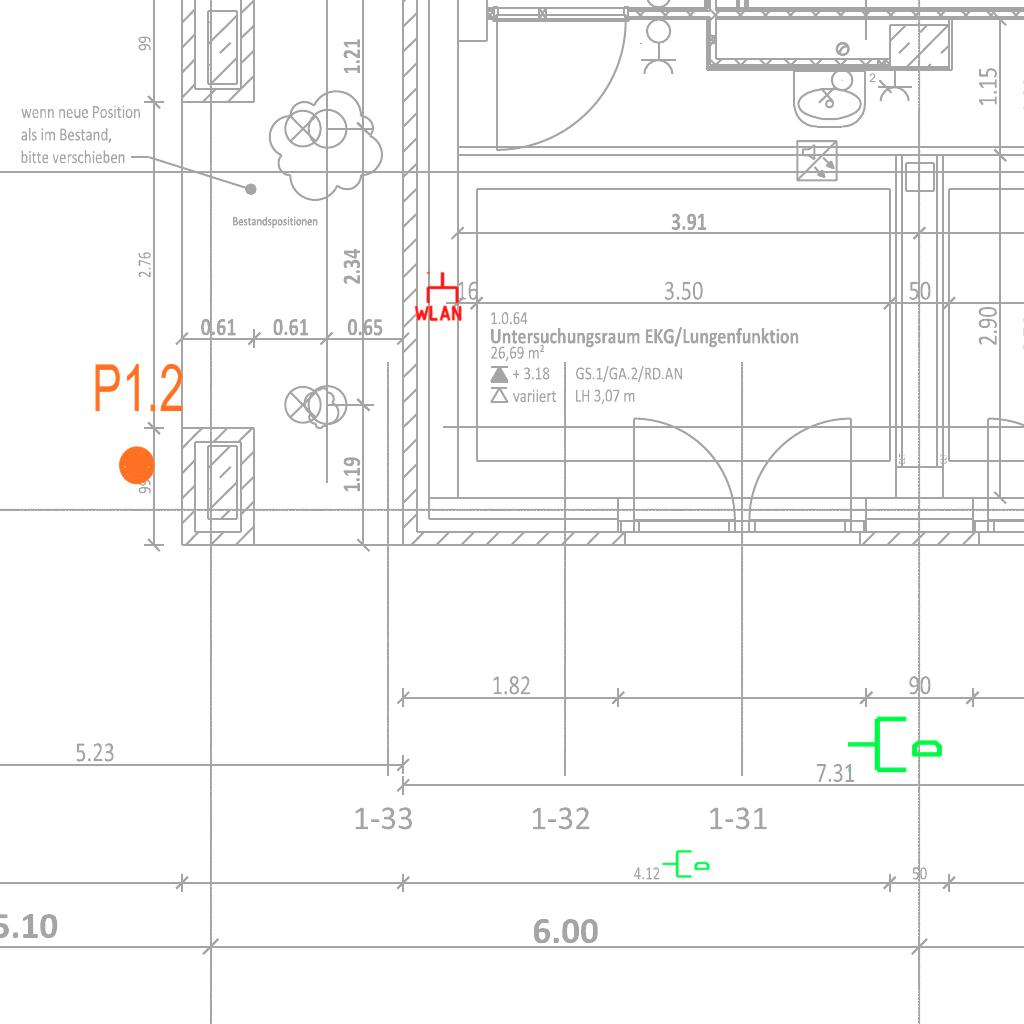 99
1.21
2
1.15
wenn neue Position
als im Bestand,
bitte verschieben
Bestandspositionen
3.91
2.76
2.34
16
3.50
50
2.90
WLAN
0.61
0.61
0.65
1.0.64
Untersuchungsraum EKG/Lungenfunktion
26,69 m²
+ 3.18
GS.1/GA.2/RD.AN
variiert
LH 3,07 m
P1.2
1.19
1.82
90
D
5.23
7.31
1-33
1-32
1-31
4.12
D
50
5.10
6.00